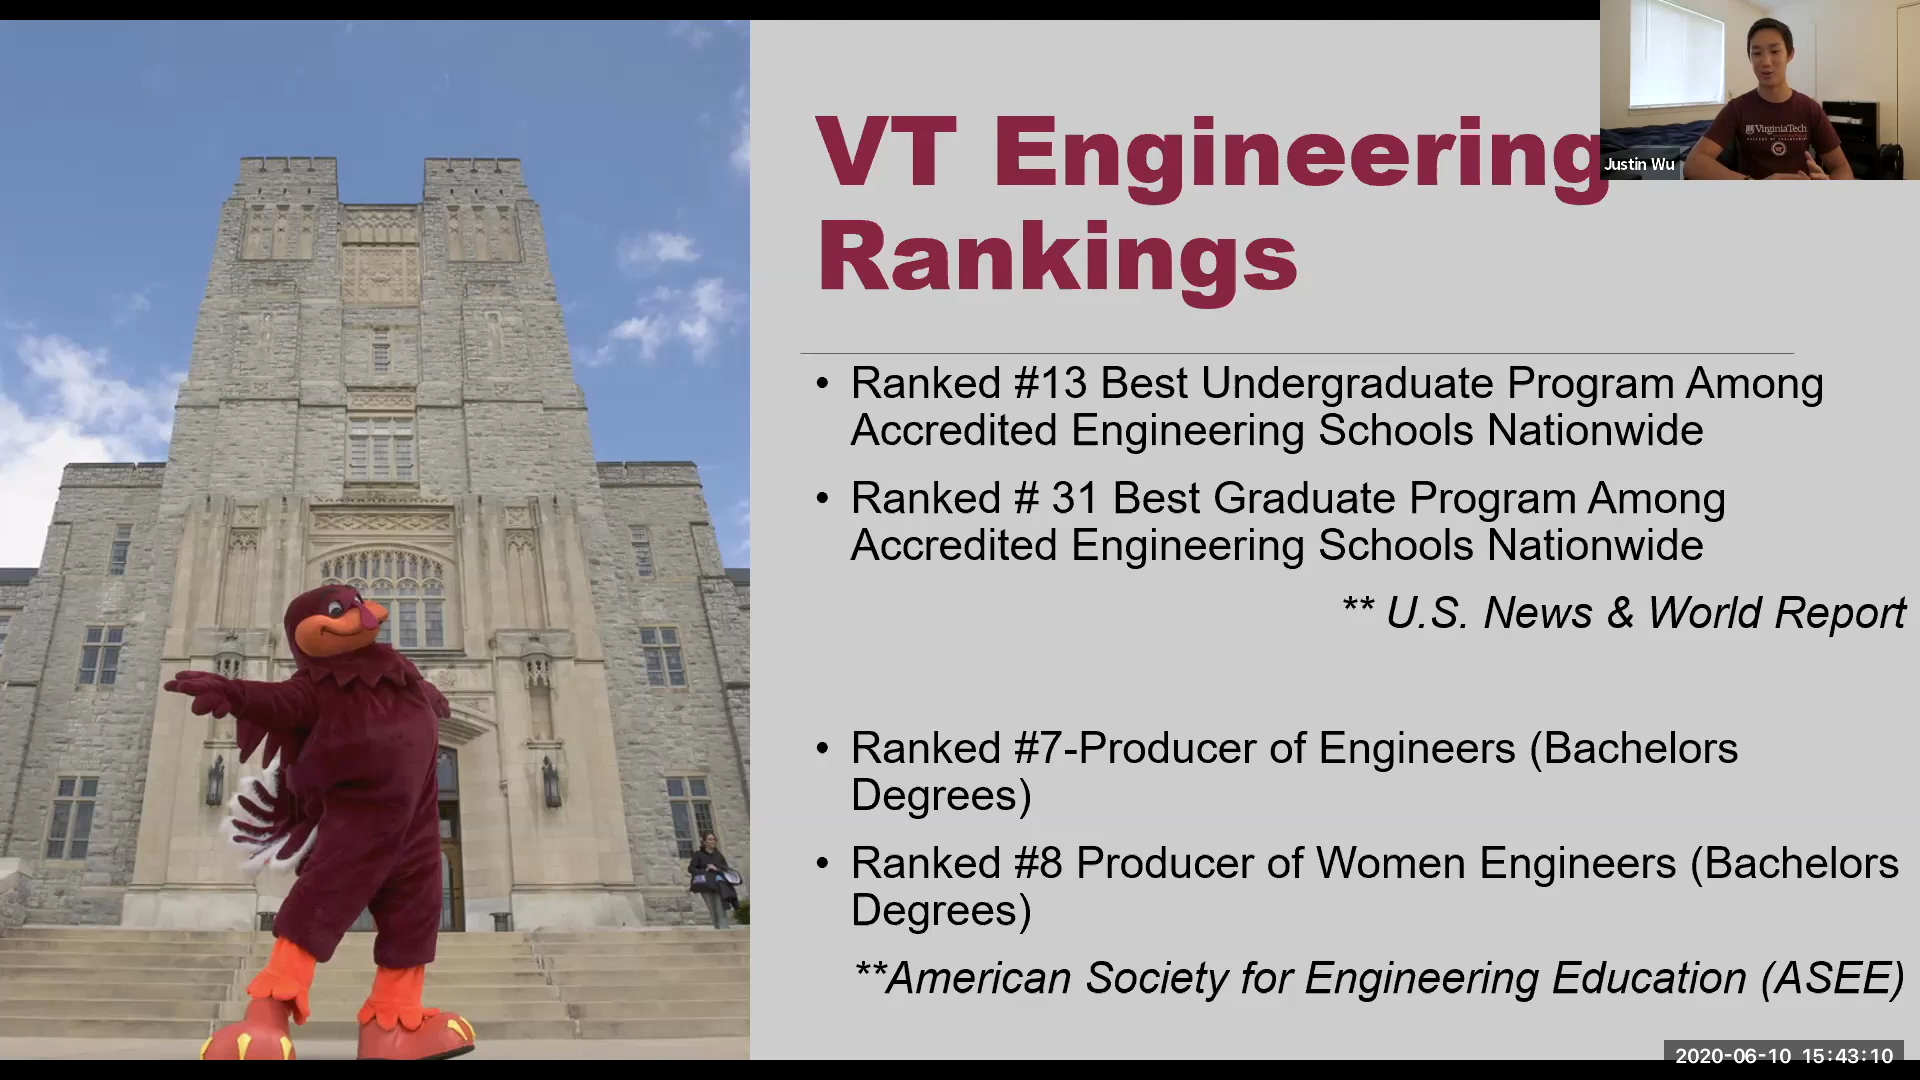 VT Engineering
Rankings
Justin Wu
VirginiaTech
• Ranked #13 Best Undergraduate Program Among
Accredited Engineering Schools Nationwide
• Ranked # 31 Best Graduate Program Among
Accredited Engineering Schools Nationwide
** U.S. News & World Report
• Ranked #7-Producer of Engineers (Bachelors
Degrees)
• Ranked #8 Producer of Women Engineers (Bachelors
Degrees)
**American Society for Engineering Education (ASEE)
2020-06-10 15:43:10